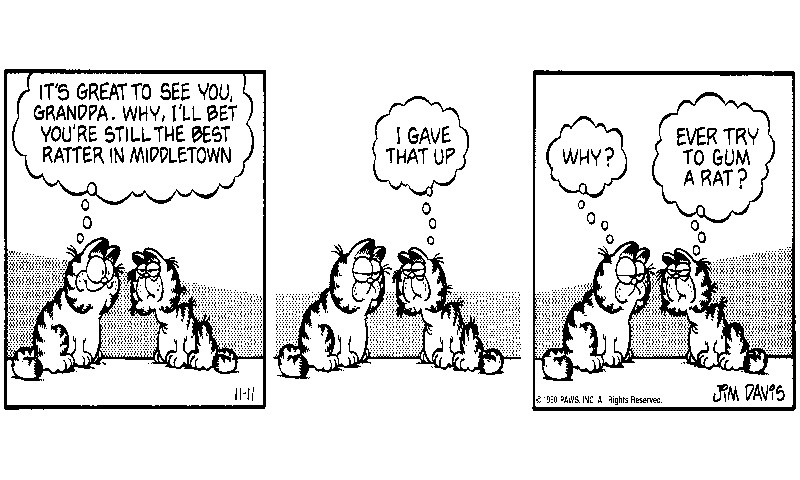 IT'S GREAT TO SEE YOU,
GRANDPA. WHY, I'LL BET
YOU'RE STILL THE BEST
RATTER IN MIDDLETOWN
11-11
I GAVE
THAT UP
WHY?
EVER TRY
TO GUM
A RAT?
© 1980 PAWS, INC. A Rights Reserved.
JIM DAVIS